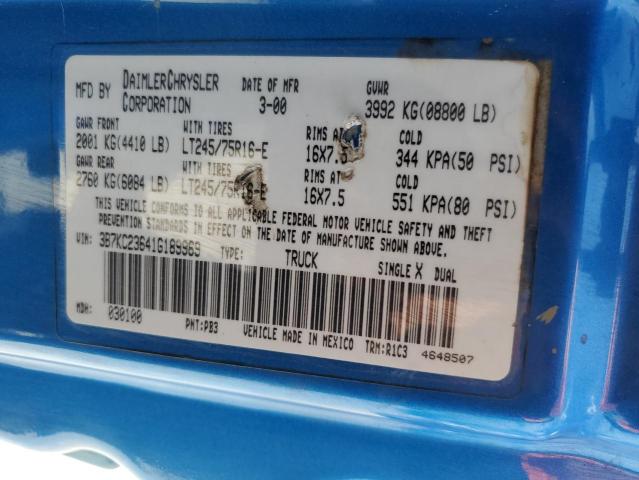 MFD BY DAIMLERCHRYSLER CORPORATION DATE OF MFR 3-00 GVWR 3992 KG(08800 LB)
GAWR FRONT WITH TIRES RIMS AT COLD
2001 KG(4410 LB) LT245/75R16-E 16X7.5 344 KPA(50 PSI)
GAWR REAR WITH TIRES RIMS AT COLD
2760 KG(6084 LB) LT245/75R16-E 16X7.5 551 KPA(80 PSI)
THIS VEHICLE CONFORMS TO ALL APPLICABLE FEDERAL MOTOR VEHICLE SAFETY AND THEFT
PREVENTION STANDARDS IN EFFECT ON THE DATE OF MANUFACTURE SHOWN ABOVE.
VIN: 3B7KC23641G189969 TYPE: TRUCK SINGLE X DUAL
MDH: 030100 PNT:PB3 VEHICLE MADE IN MEXICO TRM:R1C3 4648507